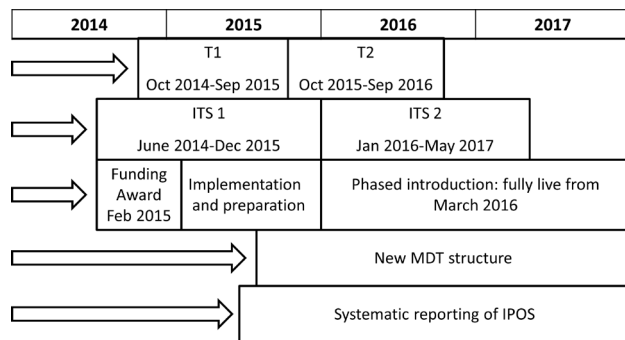 2014 2015 2016 2017
T1 T2
Oct 2014-Sep 2015 Oct 2015-Sep 2016
ITS 1 ITS 2
June 2014-Dec 2015 Jan 2016-May 2017
Funding
Award
Feb 2015
Implementation
and preparation
Phased introduction: fully live from
March 2016
New MDT structure
Systematic reporting of IPOS